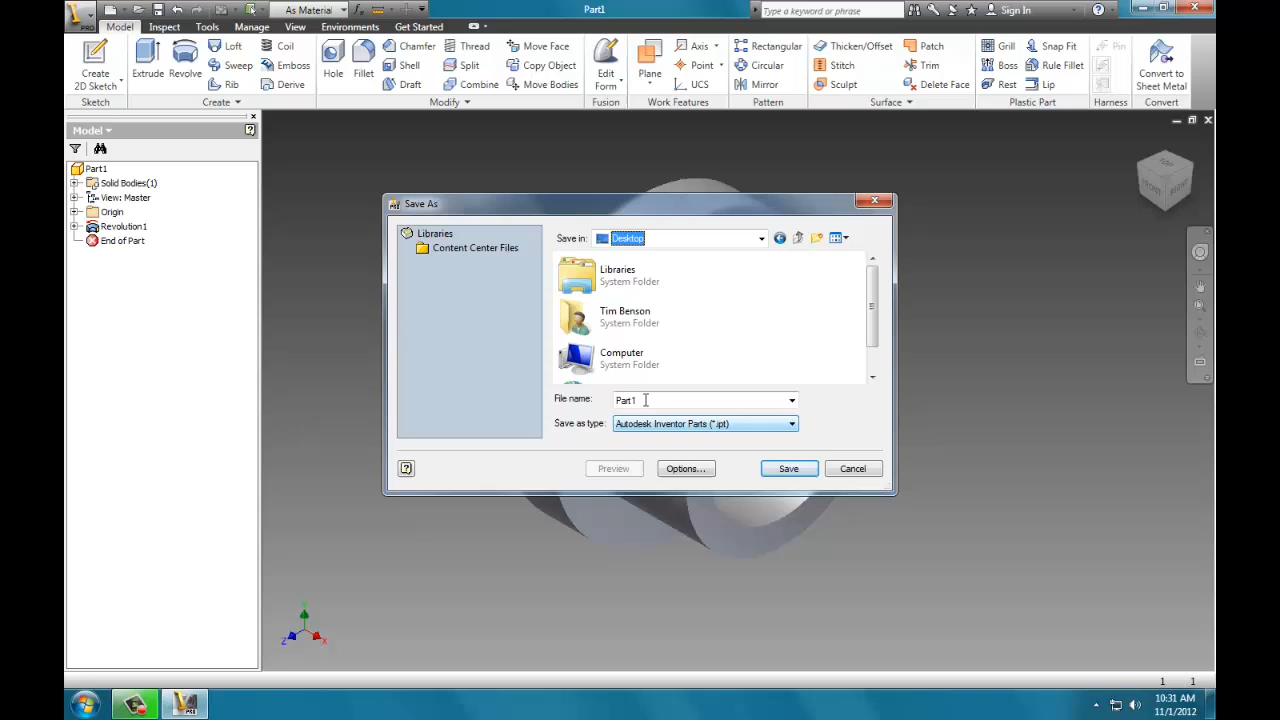 As Material
Part1
Type a keyword or phrase
Sign In
PRO
Model Inspect Tools Manage View Environments Get Started
Create 2D Sketch
Extrude
Revolve
Loft
Sweep
Rib
Coil
Emboss
Derive
Hole
Fillet
Chamfer
Shell
Draft
Thread
Split
Combine
Move Face
Copy Object
Move Bodies
Edit Form
Plane
Axis
Point
UCS
Rectangular
Circular
Mirror
Thicken/Offset
Stitch
Sculpt
Patch
Trim
Delete Face
Grill
Boss
Rest
Snap Fit
Rule Fillet
Lip
Pin
Convert to Sheet Metal
Sketch
Create
Modify
Fusion
Work Features
Pattern
Surface
Plastic Part
Harness
Convert
Model
Part1
Solid Bodies(1)
View: Master
Origin
Revolution1
End of Part
TOP
FRONT
RIGHT
Save As
Libraries
Content Center Files
Save in: Desktop
Libraries
System Folder
Tim Benson
System Folder
Computer
System Folder
File name: Part1
Save as type: Autodesk Inventor Parts (*.ipt)
Preview
Options...
Save
Cancel
Y
Z
X
1 1
10:31 AM
11/1/2012